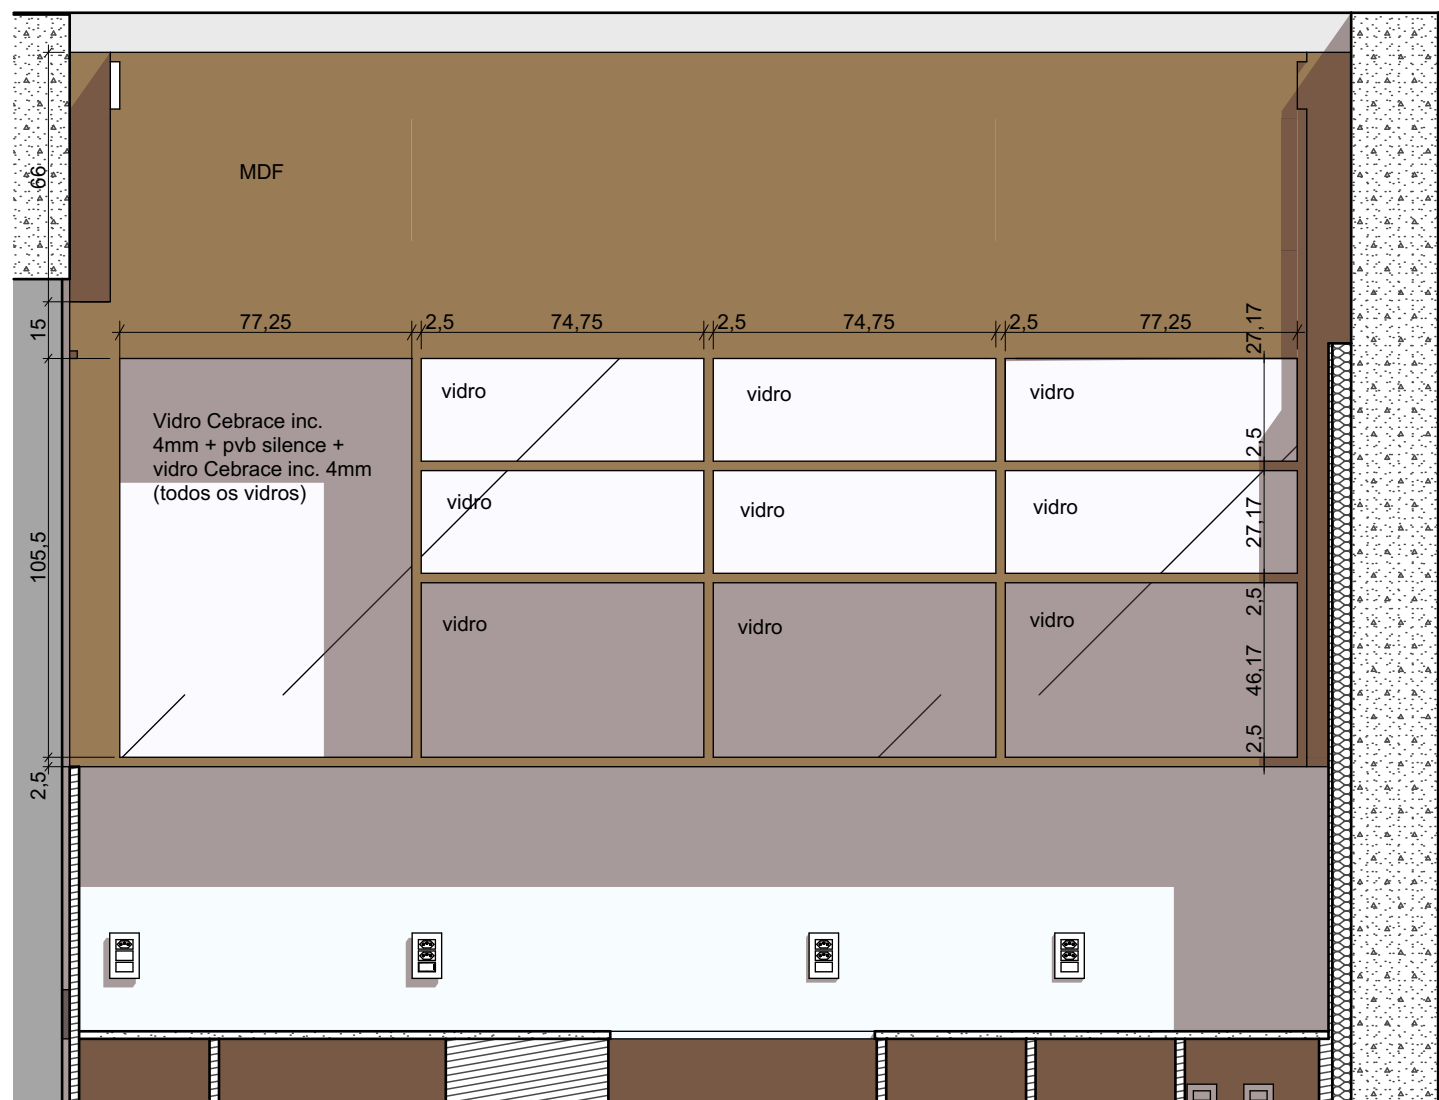 MDF
66
15
77,25
2,5
74,75
2,5
74,75
2,5
77,25
27,17
vidro
vidro
vidro
Vidro Cebrace inc.
4mm + pvb silence +
vidro Cebrace inc. 4mm
(todos os vidros)
2,5
vidro
vidro
vidro
27,17
105,5
2,5
vidro
vidro
vidro
46,17
2,5
2,5